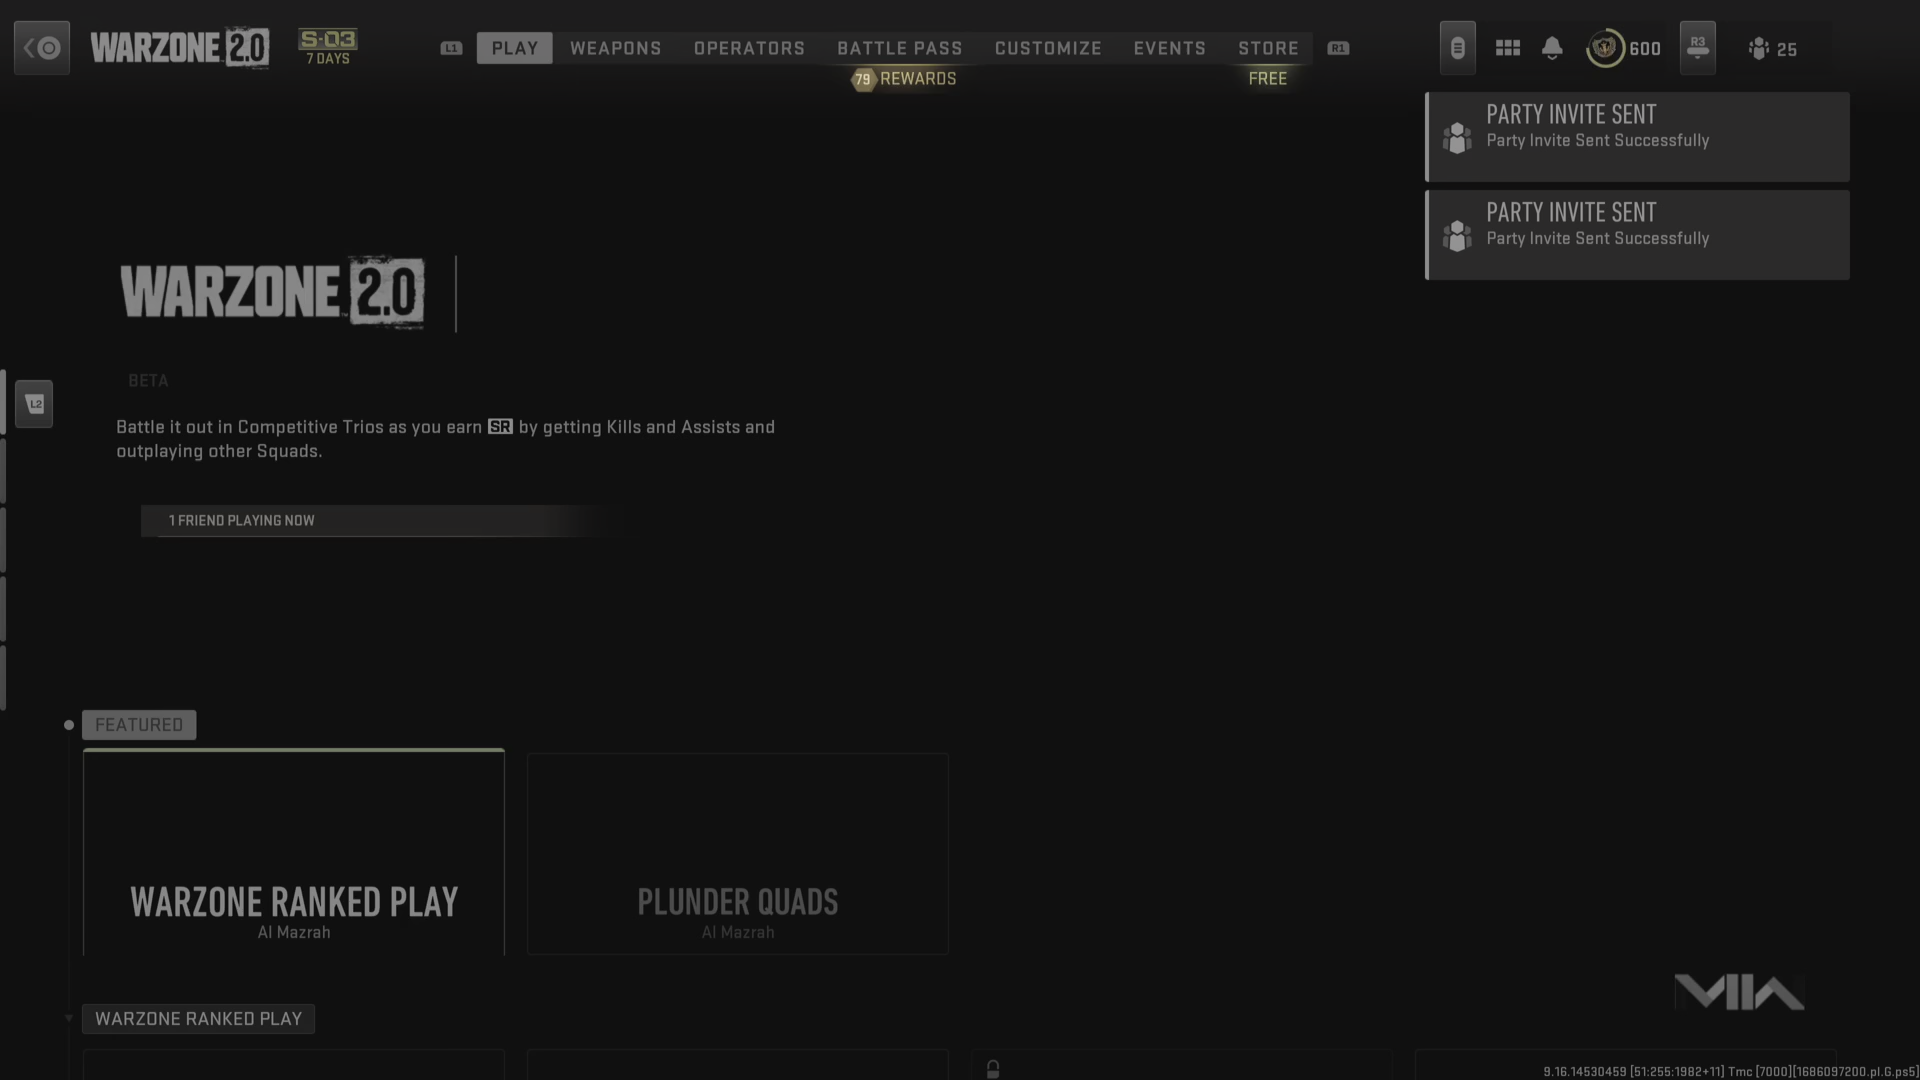 WARZONE 2.0
S-03
7 DAYS
L1
PLAY
WEAPONS
OPERATORS
BATTLE PASS
CUSTOMIZE
EVENTS
STORE
R1
79 REWARDS
FREE
600
R3
25
PARTY INVITE SENT
Party Invite Sent Successfully
PARTY INVITE SENT
Party Invite Sent Successfully
WARZONE 2.0
BETA
L2
Battle it out in Competitive Trios as you earn SR by getting Kills and Assists and
outplaying other Squads.
1 FRIEND PLAYING NOW
FEATURED
WARZONE RANKED PLAY
Al Mazrah
PLUNDER QUADS
Al Mazrah
MW
WARZONE RANKED PLAY
9.16.14530459 [51:255:1982+11] Tmc [7000][1686097200.pl.G.ps5]